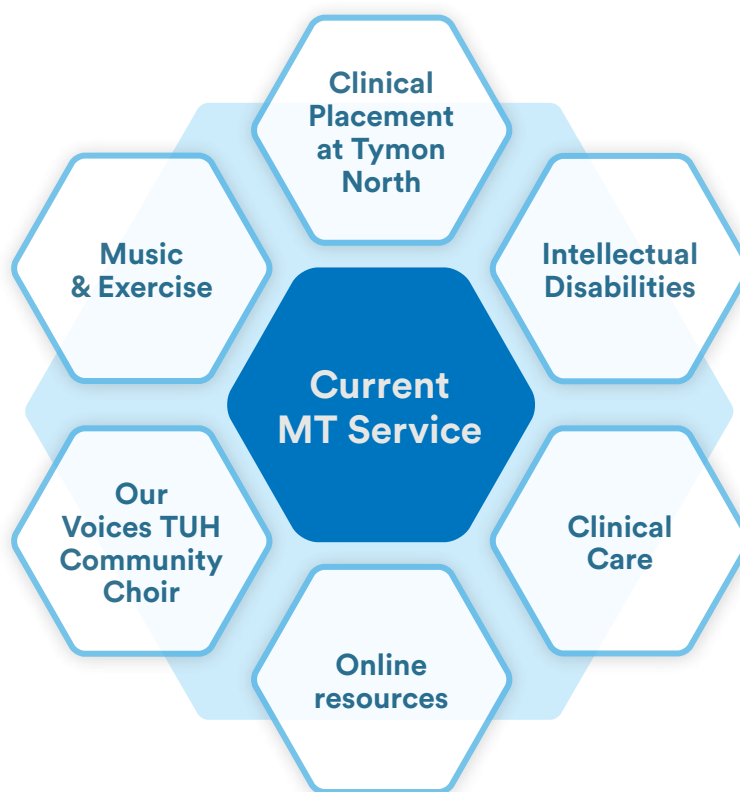 Clinical
Placement
at Tymon
North
Music
& Exercise
Intellectual
Disabilities
Current
MT Service
Our
Voices TUH
Community
Choir
Clinical
Care
Online
resources